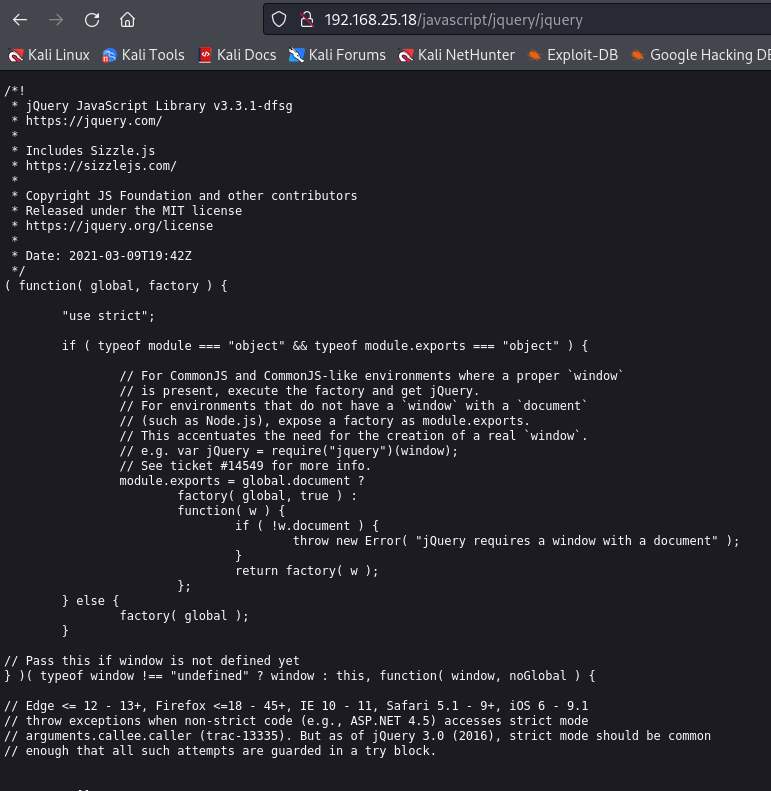 192.168.25.18/javascript/jquery/jquery
Kali Linux Kali Tools Kali Docs Kali Forums Kali NetHunter Exploit-DB Google Hacking
/*!
 * jQuery JavaScript Library v3.3.1-dfsg
 * https://jquery.com/
 *
 * Includes Sizzle.js
 * https://sizzlejs.com/
 *
 * Copyright JS Foundation and other contributors
 * Released under the MIT license
 * https://jquery.org/license
 *
 * Date: 2021-03-09T19:42Z
 */
( function( global, factory ) {
"use strict";
if ( typeof module === "object" && typeof module.exports === "object" ) {
// For CommonJS and CommonJS-like environments where a proper `window`
// is present, execute the factory and get jQuery.
// For environments that do not have a `window` with a `document`
// (such as Node.js), expose a factory as module.exports.
// This accentuates the need for the creation of a real `window`.
// e.g. var jQuery = require("jquery")(window);
// See ticket #14549 for more info.
module.exports = global.document ?
factory( global, true ) :
function( w ) {
if ( !w.document ) {
throw new Error( "jQuery requires a window with a document" );
}
return factory( w );
};
} else {
factory( global );
}
// Pass this if window is not defined yet
} )( typeof window !== "undefined" ? window : this, function( window, noGlobal ) {
// Edge <= 12 - 13+, Firefox <=18 - 45+, IE 10 - 11, Safari 5.1 - 9+, iOS 6 - 9.1
// throw exceptions when non-strict code (e.g., ASP.NET 4.5) accesses strict mode
// arguments.callee.caller (trac-13335). But as of jQuery 3.0 (2016), strict mode should be common
// enough that all such attempts are guarded in a try block.